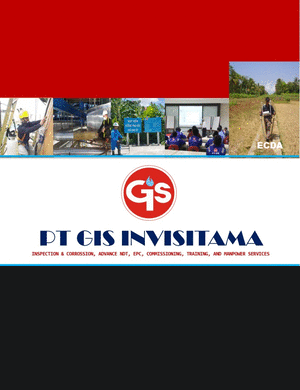 ECDA
GIS
PT GIS INVISITAMA
INSPECTION & CORROSSION, ADVANCE NDT, EPC, COMMISSIONING, TRAINING, AND MANPOWER SERVICES